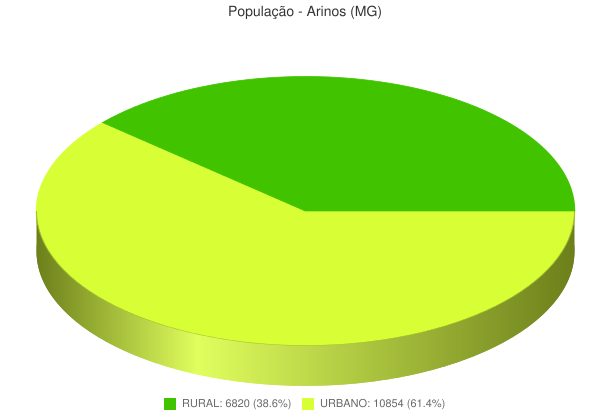 População - Arinos (MG)
RURAL: 6820 (38.6%) URBANO: 10854 (61.4%)